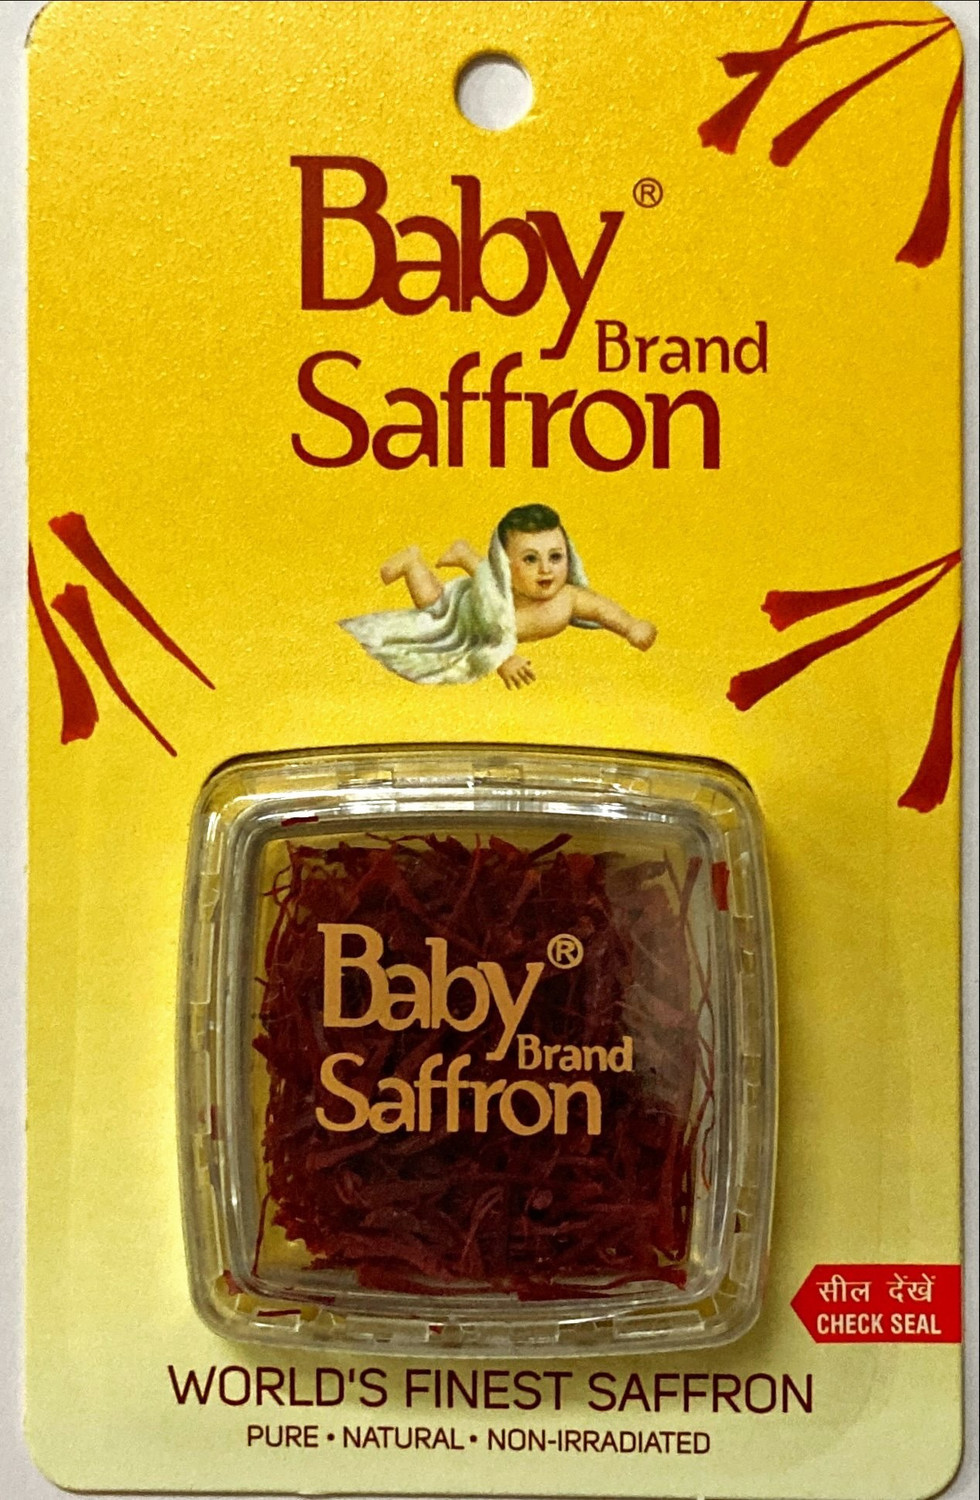 Baby®
Brand
Saffron
Baby®
Brand
Saffron
सील देंखें
CHECK SEAL
WORLD'S FINEST SAFFRON
PURE • NATURAL • NON-IRRADIATED